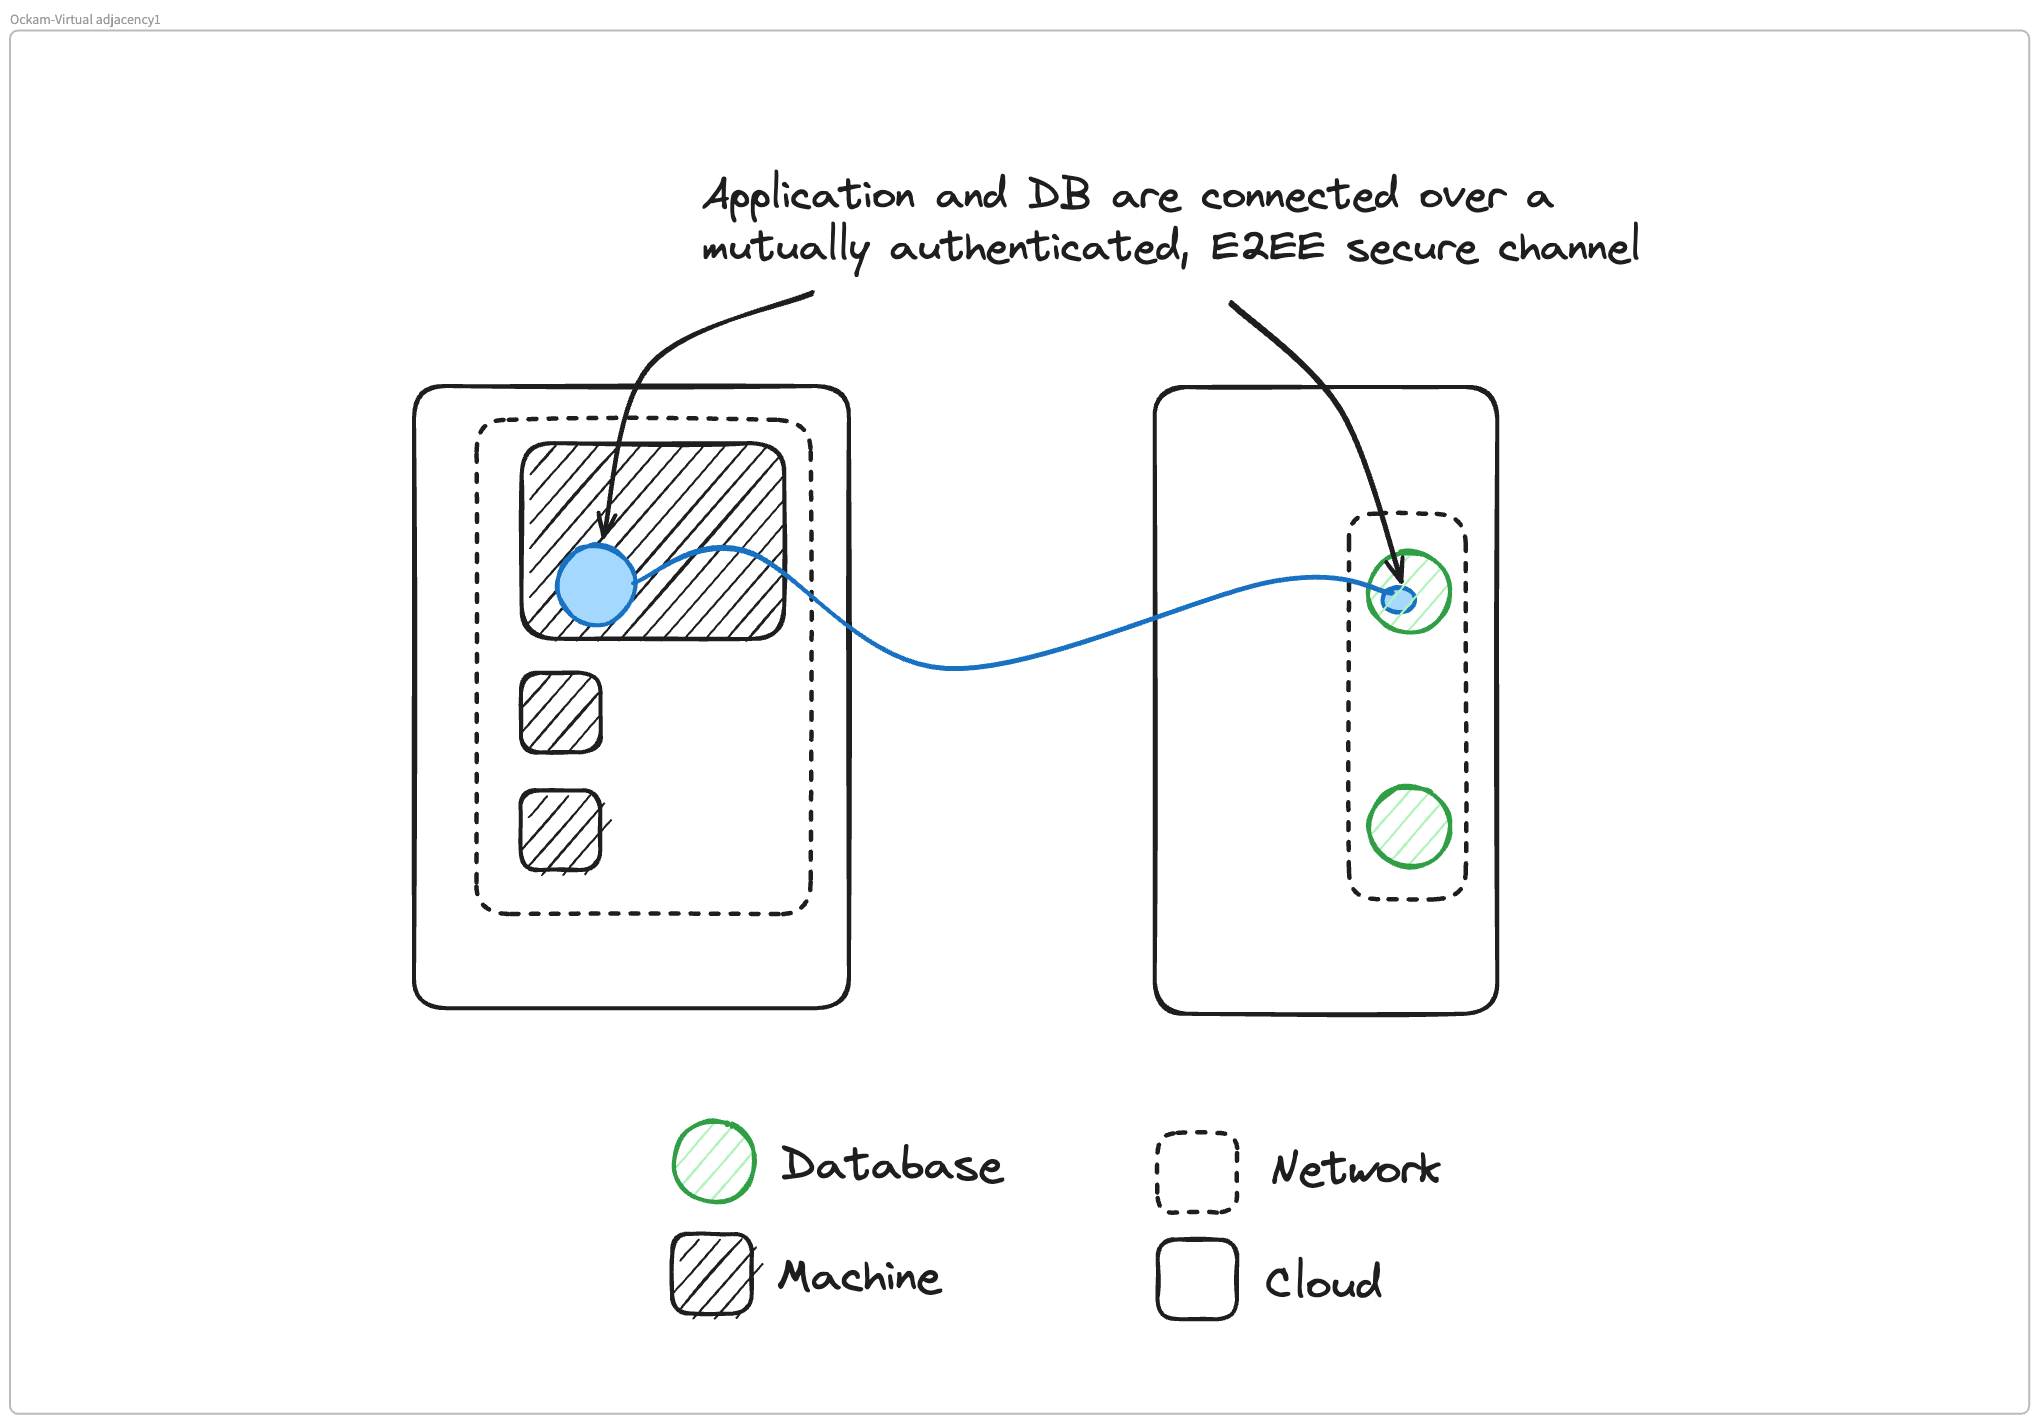 Ockam-Virtual adjacency1
Application and DB are connected over a
mutually authenticated, E2EE secure channel
Database
Network
Machine
Cloud